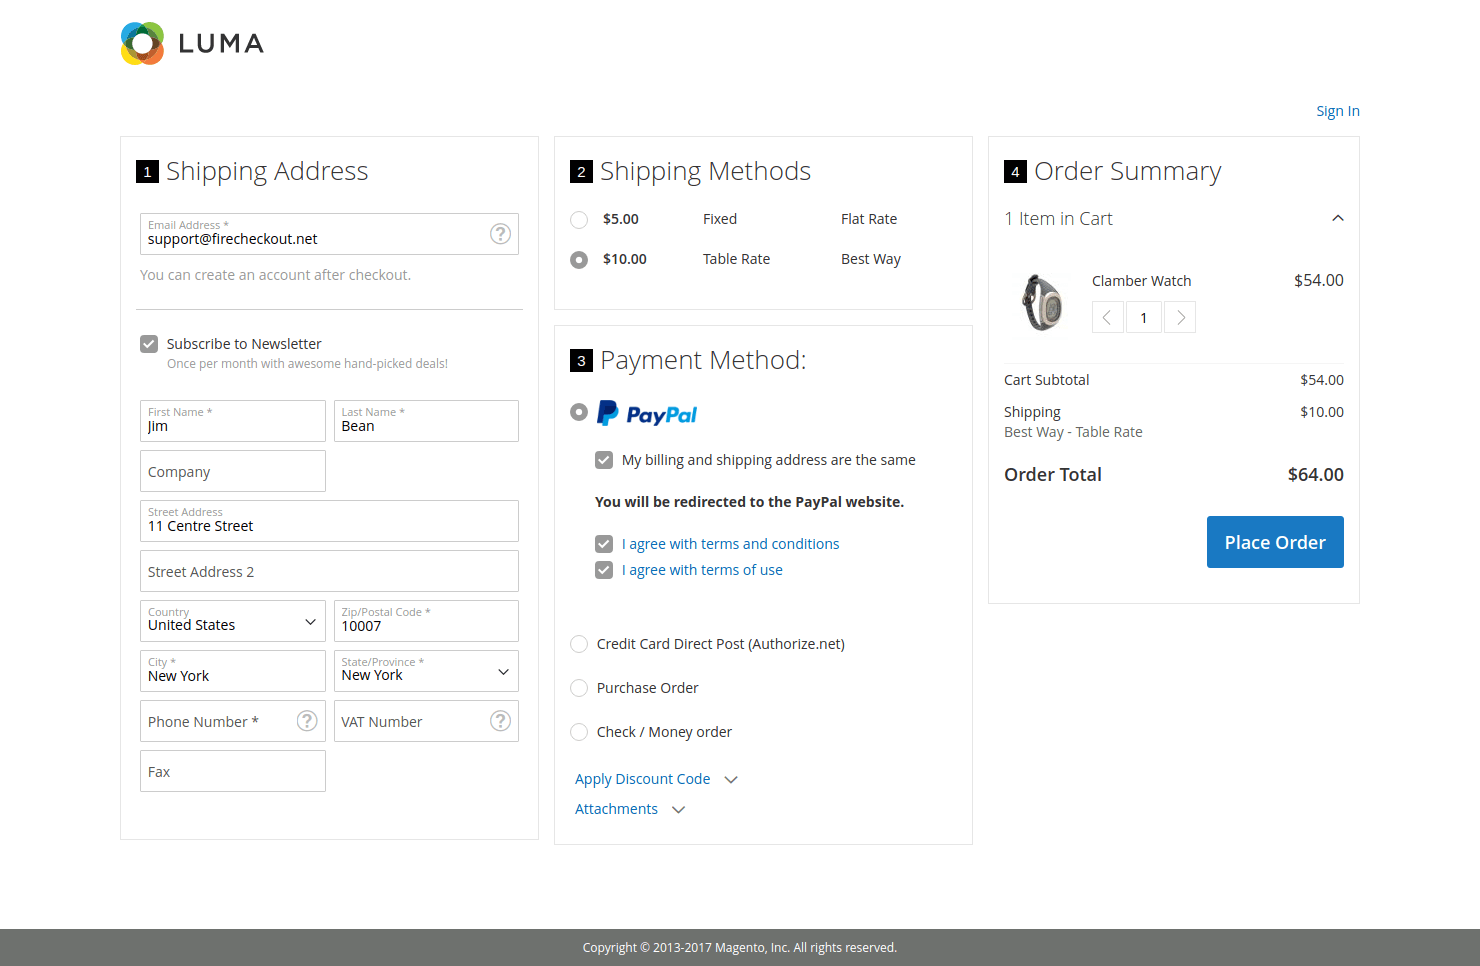 LUMA
Sign In
1 Shipping Address
Email Address *
support@firecheckout.net
?
You can create an account after checkout.
Subscribe to Newsletter
Once per month with awesome hand-picked deals!
First Name *
Jim
Last Name *
Bean
Company
Street Address
11 Centre Street
Street Address 2
Country
United States
Zip/Postal Code *
10007
City *
New York
State/Province *
New York
Phone Number *
?
VAT Number
?
Fax
2 Shipping Methods
$5.00 Fixed Flat Rate
$10.00 Table Rate Best Way
3 Payment Method:
PayPal
My billing and shipping address are the same
You will be redirected to the PayPal website.
I agree with terms and conditions
I agree with terms of use
Credit Card Direct Post (Authorize.net)
Purchase Order
Check / Money order
Apply Discount Code
Attachments
4 Order Summary
1 Item in Cart
Clamber Watch $54.00
1
Cart Subtotal $54.00
Shipping $10.00
Best Way - Table Rate
Order Total $64.00
Place Order
Copyright © 2013-2017 Magento, Inc. All rights reserved.